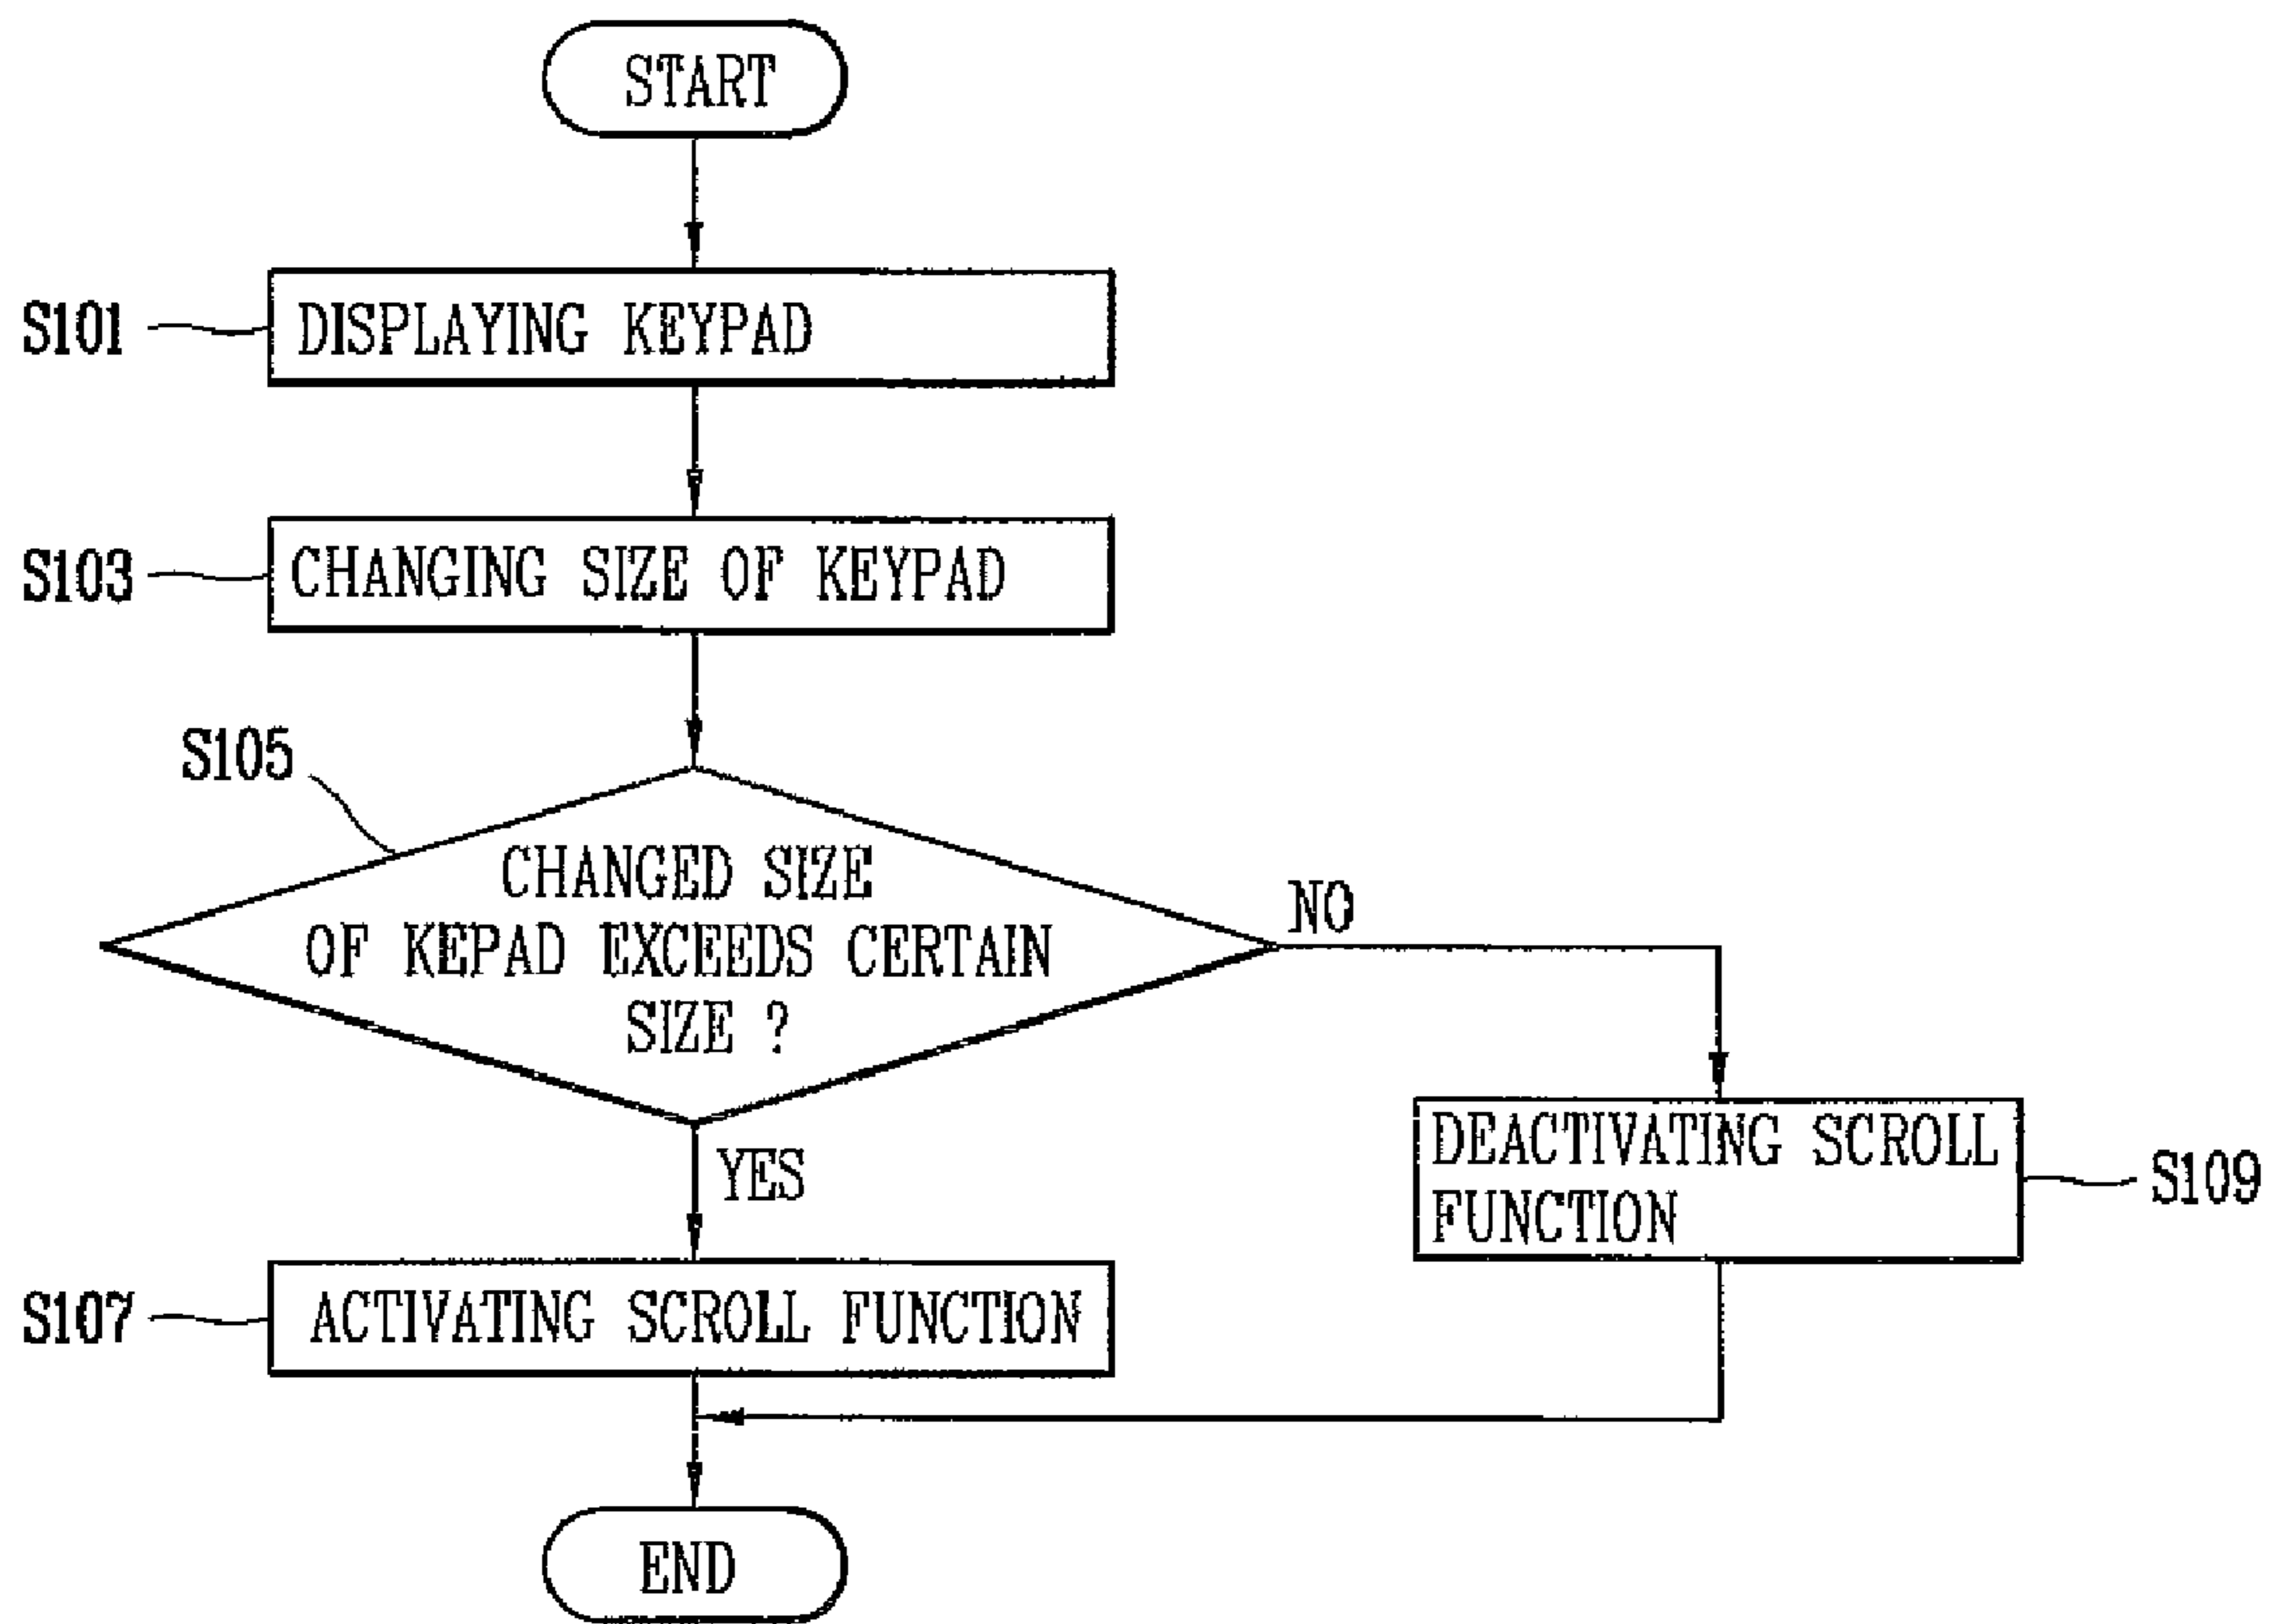 START
S101
DISPLAYING KEYPAD
S103
CHANGING SIZE OF KEYPAD
S105
CHANGED SIZE
OF KEPAD EXCEEDS CERTAIN
SIZE ?
NO
YES
DEACTIVATING SCROLL
FUNCTION
S109
S107
ACTIVATING SCROLL FUNCTION
END